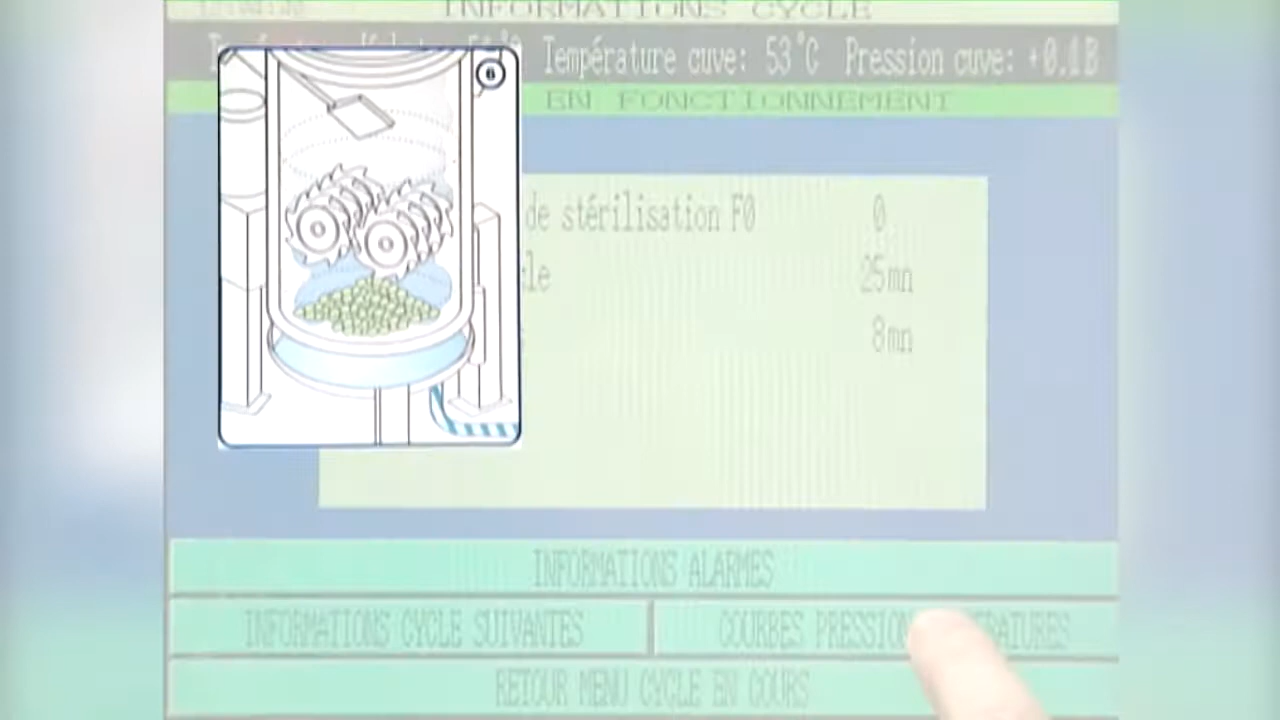 INFORMATIONS CYCLE
Température cuve: 53°C Pression cuve: +0.1B
EN FONCTIONNEMENT
6
de stérilisation F0 0
25mn
8mn
INFORMATIONS ALARMES
INFORMATIONS CYCLE SUIVANTES
COURBES PRESSION
RETOUR MENU CYCLE EN COURS